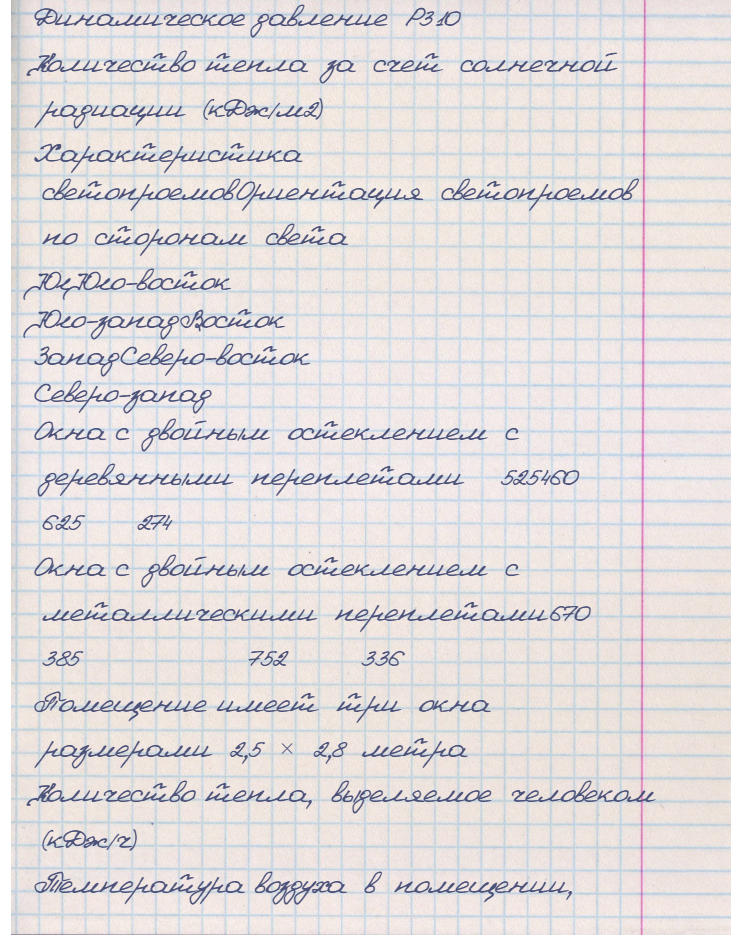 Динамическое давление P310
Количество тепла за счет солнечной
радиации (кДж/м2)
Характеристика
светопроемовОриентация светопроемов
по сторонам света
Юг,Юго-восток
Юго-западВосток
ЗападСеверо-восток
Северо-запад
Окна с двойным остеклением с
деревянными переплетами 525460
625 274
Окна с двойным остеклением с
металлическими переплетами670
385 752 336
Помещение имеет три окна
размерами 2,5 × 2,8 метра
Количество тепла, выделяемое человеком
(кДж/ч)
Температура воздуха в помещении,